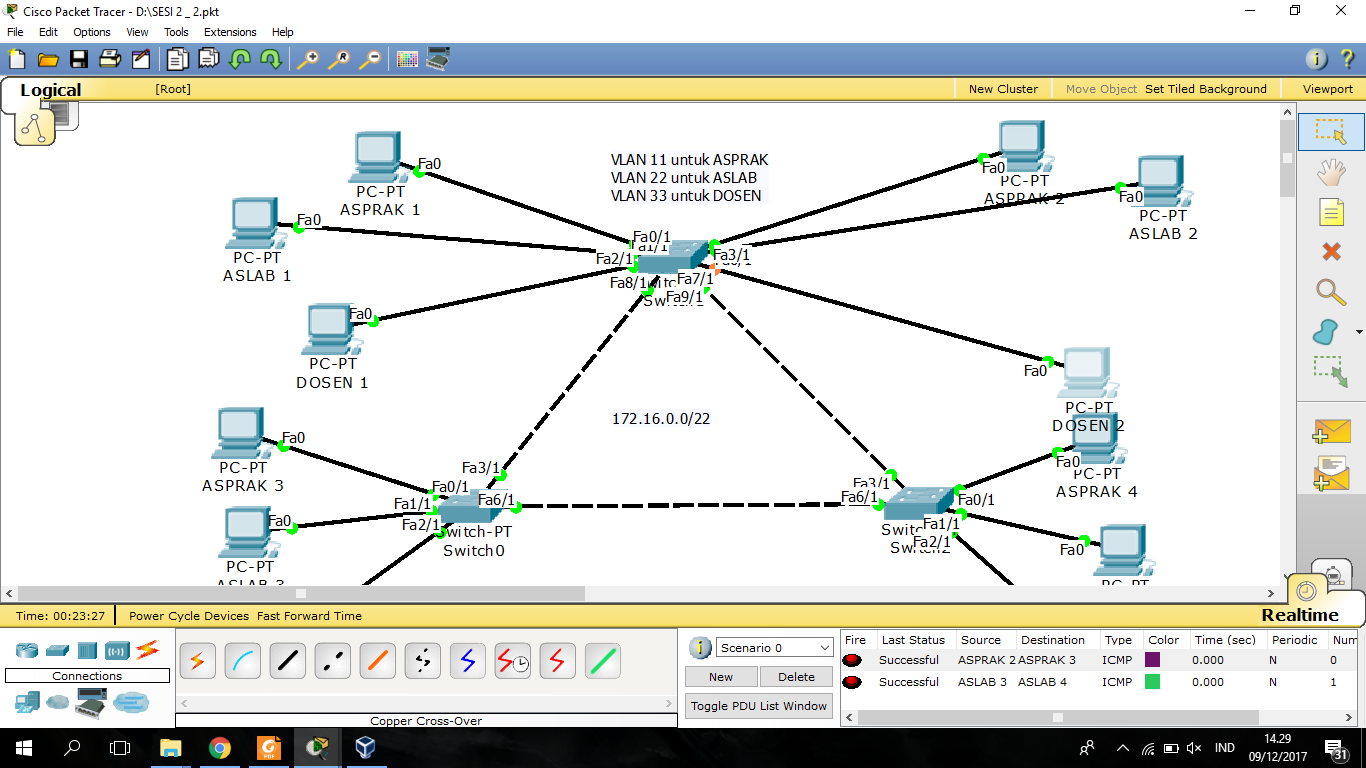 Cisco Packet Tracer - D:\SESI 2 _ 2.pkt
File Edit Options View Tools Extensions Help
Logical [Root] New Cluster Move Object Set Tiled Background Viewport
VLAN 11 untuk ASPRAK
VLAN 22 untuk ASLAB
VLAN 33 untuk DOSEN
Fa0
PC-PT
ASPRAK 1
Fa0
PC-PT
ASLAB 1
Fa0
PC-PT
DOSEN 1
Fa0
PC-PT
ASPRAK 2
Fa0
PC-PT
ASLAB 2
Fa0/1
Fa1/1
Fa2/1
Fa3/1
Fa7/1
Fa8/1
Fa9/1
Fa0
PC-PT
DOSEN 2
172.16.0.0/22
Fa0
PC-PT
ASPRAK 3
Fa0
PC-PT
ASLAB 3
Fa3/1
Fa0/1
Fa1/1
Fa2/1
Fa6/1
Switch-PT
Switch0
Fa3/1
Fa6/1
Fa0/1
Fa1/1
Fa2/1
Switch2
Fa0
PC-PT
ASPRAK 4
Fa0
PC-PT
Time: 00:23:27 Power Cycle Devices Fast Forward Time Realtime
Connections
Copper Cross-Over
Scenario 0
New Delete
Toggle PDU List Window
Fire Last Status Source Destination Type Color Time (sec) Periodic Num
Successful ASPRAK 2 ASPRAK 3 ICMP 0.000 N 0
Successful ASLAB 3 ASLAB 4 ICMP 0.000 N 1
IND
14.29
09/12/2017
31